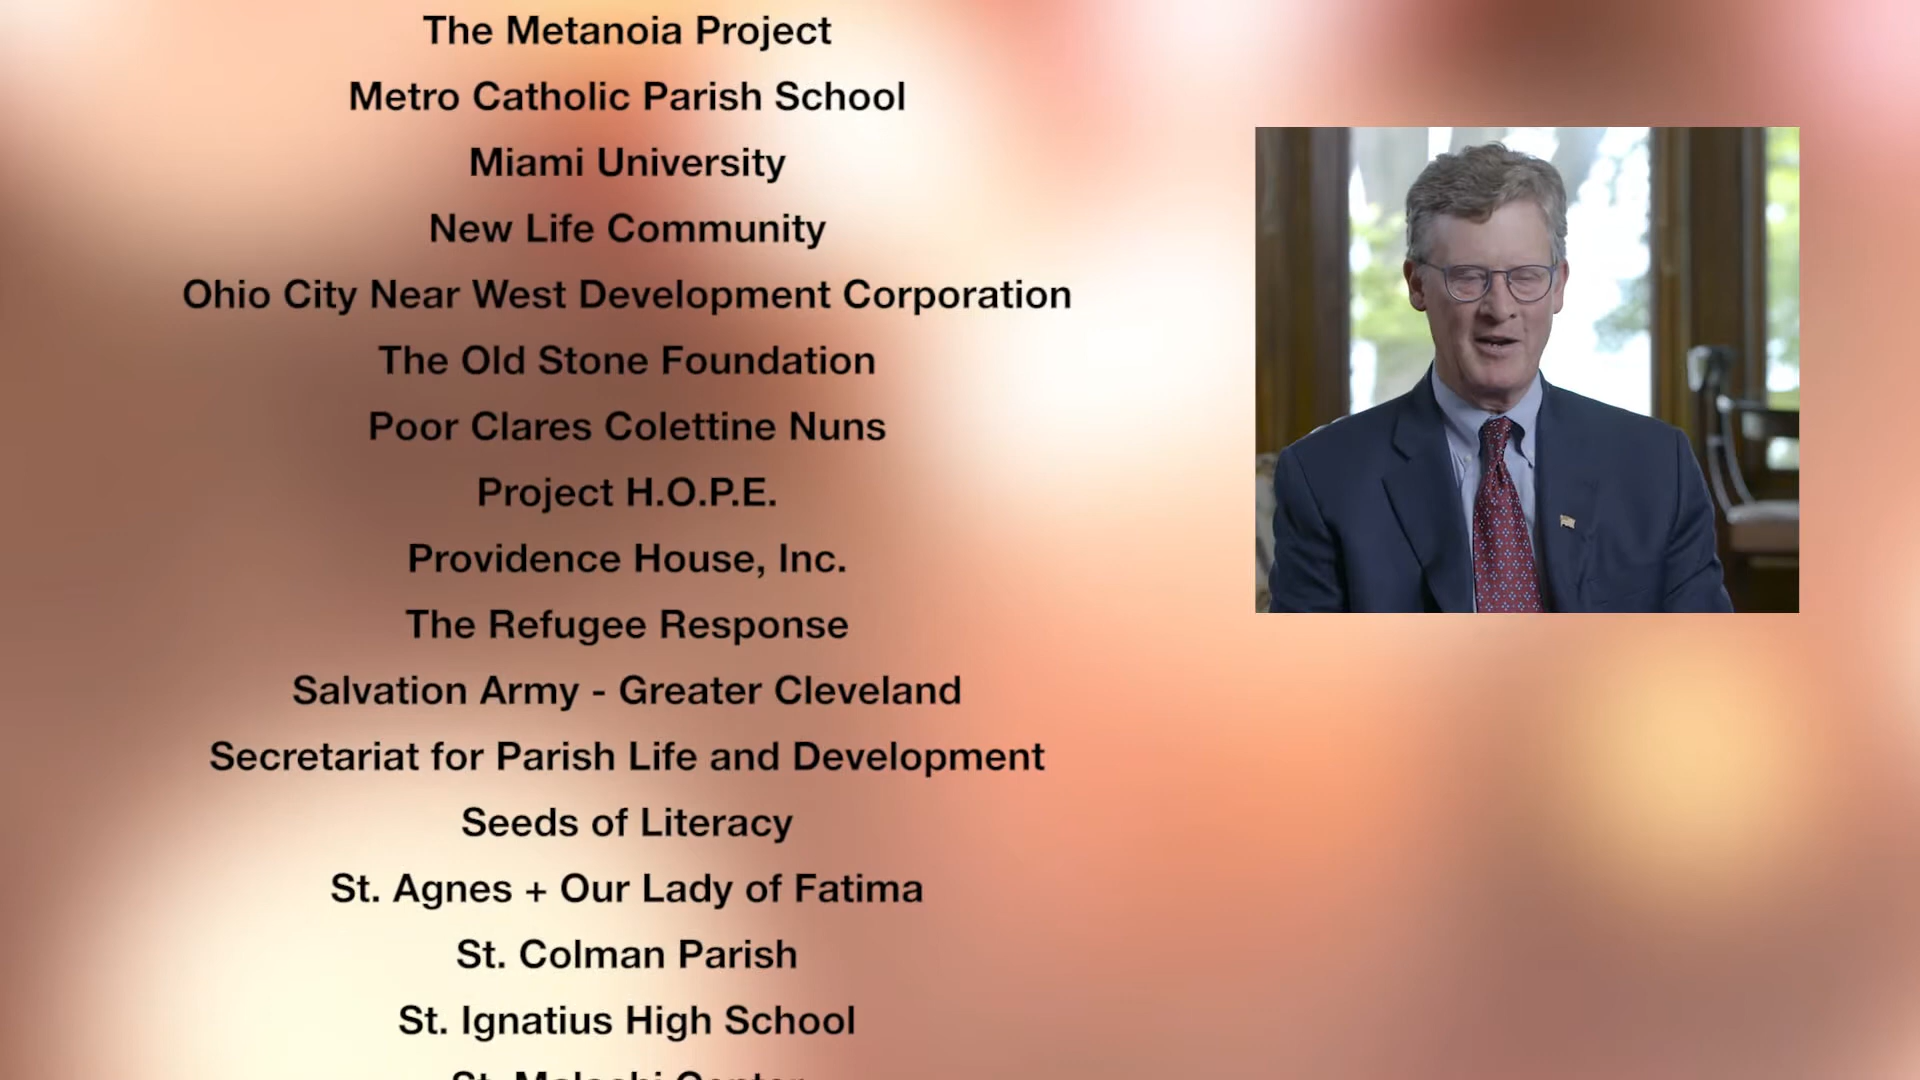 The Metanoia Project
Metro Catholic Parish School
Miami University
New Life Community
Ohio City Near West Development Corporation
The Old Stone Foundation
Poor Clares Colettine Nuns
Project H.O.P.E.
Providence House, Inc.
The Refugee Response
Salvation Army - Greater Cleveland
Secretariat for Parish Life and Development
Seeds of Literacy
St. Agnes + Our Lady of Fatima
St. Colman Parish
St. Ignatius High School
St. Malachi Center